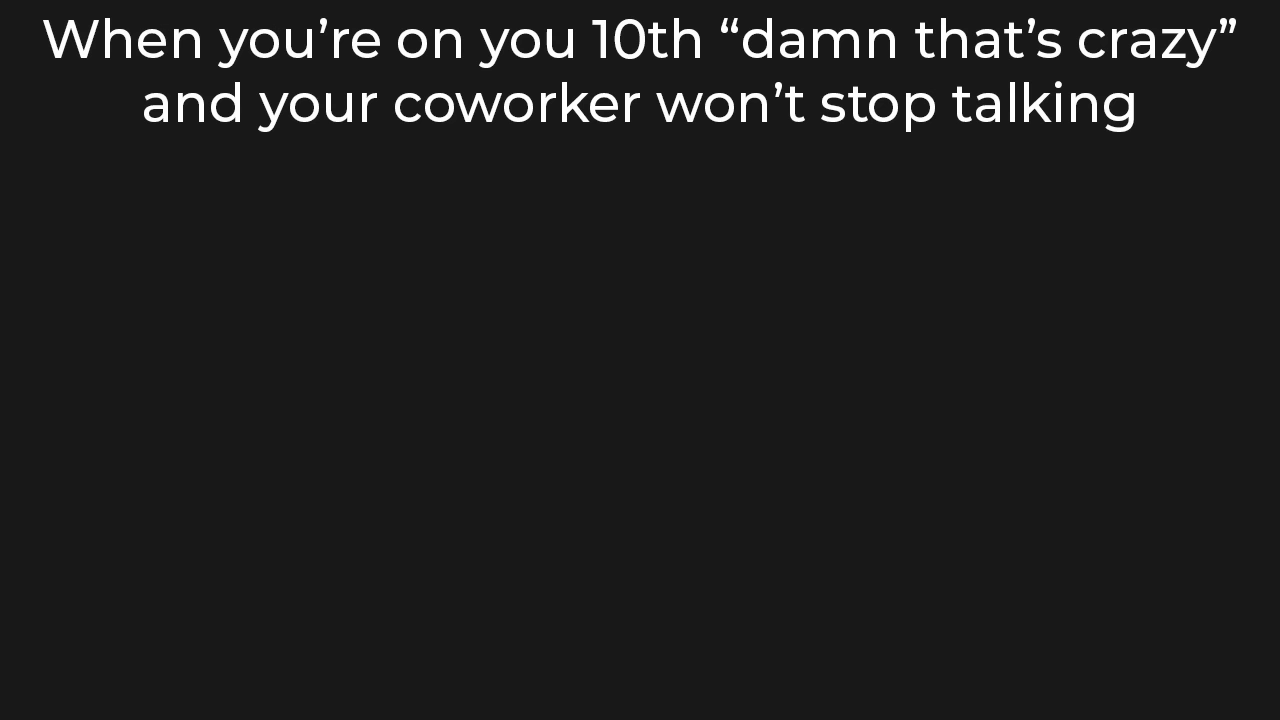 When you’re on you 10th “damn that’s crazy”
and your coworker won’t stop talking